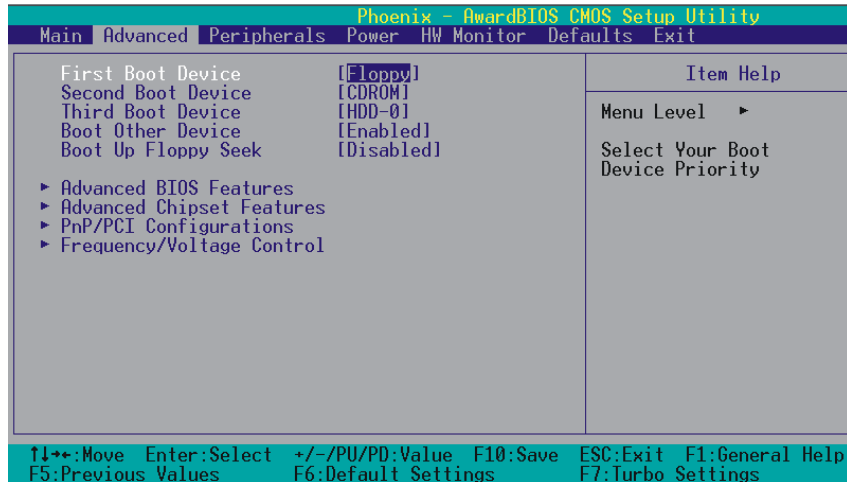 Phoenix - AwardBIOS CMOS Setup Utility
Main Advanced Peripherals Power HW Monitor Defaults Exit
First Boot Device [Floppy]
Second Boot Device [CDROM]
Third Boot Device [HDD-0]
Boot Other Device [Enabled]
Boot Up Floppy Seek [Disabled]
► Advanced BIOS Features
► Advanced Chipset Features
► PnP/PCI Configurations
► Frequency/Voltage Control
Item Help
Menu Level ►
Select Your Boot
Device Priority
↑↓→←:Move Enter:Select +/-/PU/PD:Value F10:Save ESC:Exit F1:General Help
F5:Previous Values F6:Default Settings F7:Turbo Settings